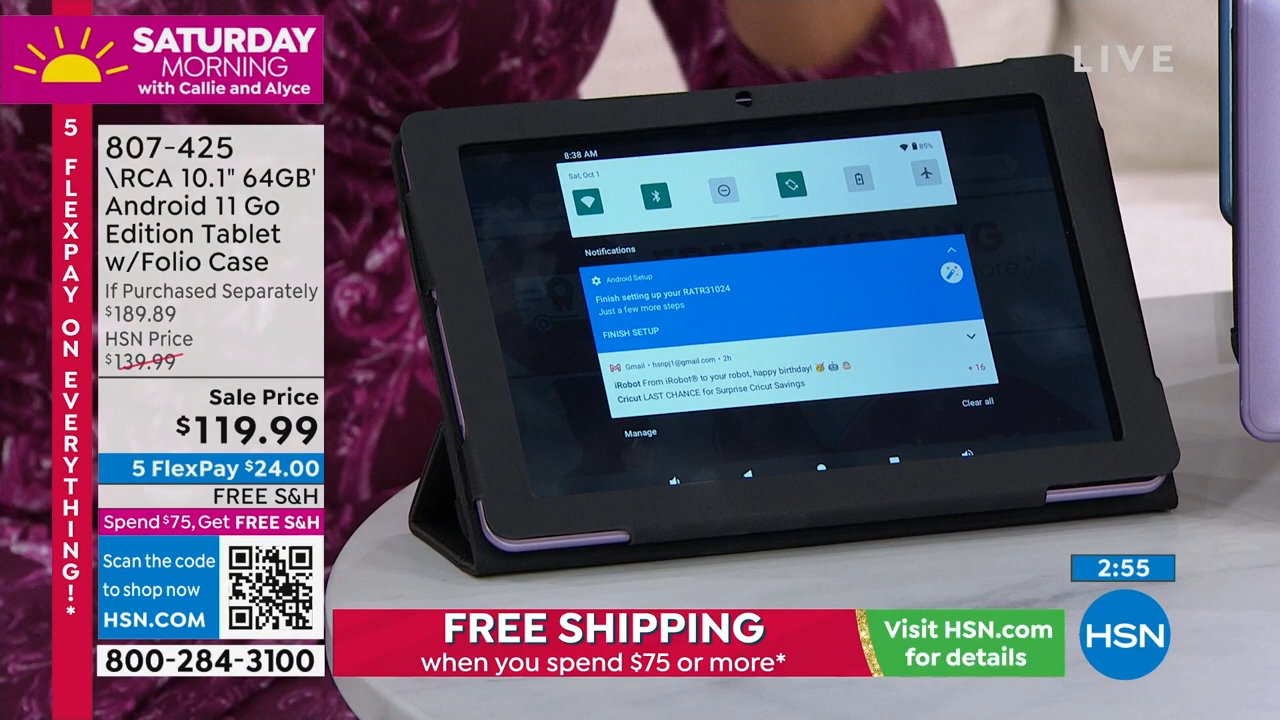 SATURDAY
MORNING
with Callie and Alyce
LIVE
5 FLEXPAY ON EVERYTHING!*
807-425
\RCA 10.1" 64GB'
Android 11 Go
Edition Tablet
w/Folio Case
If Purchased Separately
$189.89
HSN Price
$139.99
Sale Price
$119.99
5 FlexPay $24.00
FREE S&H
Spend $75, Get FREE S&H
Scan the code
to shop now
HSN.COM
800-284-3100
8:38 AM
85%
Sat, Oct 1
Notifications
Android Setup
Finish setting up your RATR31024
Just a few more steps
FINISH SETUP
Gmail • hsnpj1@gmail.com • 2h
iRobot From iRobot® to your robot, happy birthday! 🥳 🤖 🎂
Cricut LAST CHANCE for Surprise Cricut Savings
+ 16
Clear all
Manage
2:55
FREE SHIPPING
when you spend $75 or more*
Visit HSN.com
for details
HSN